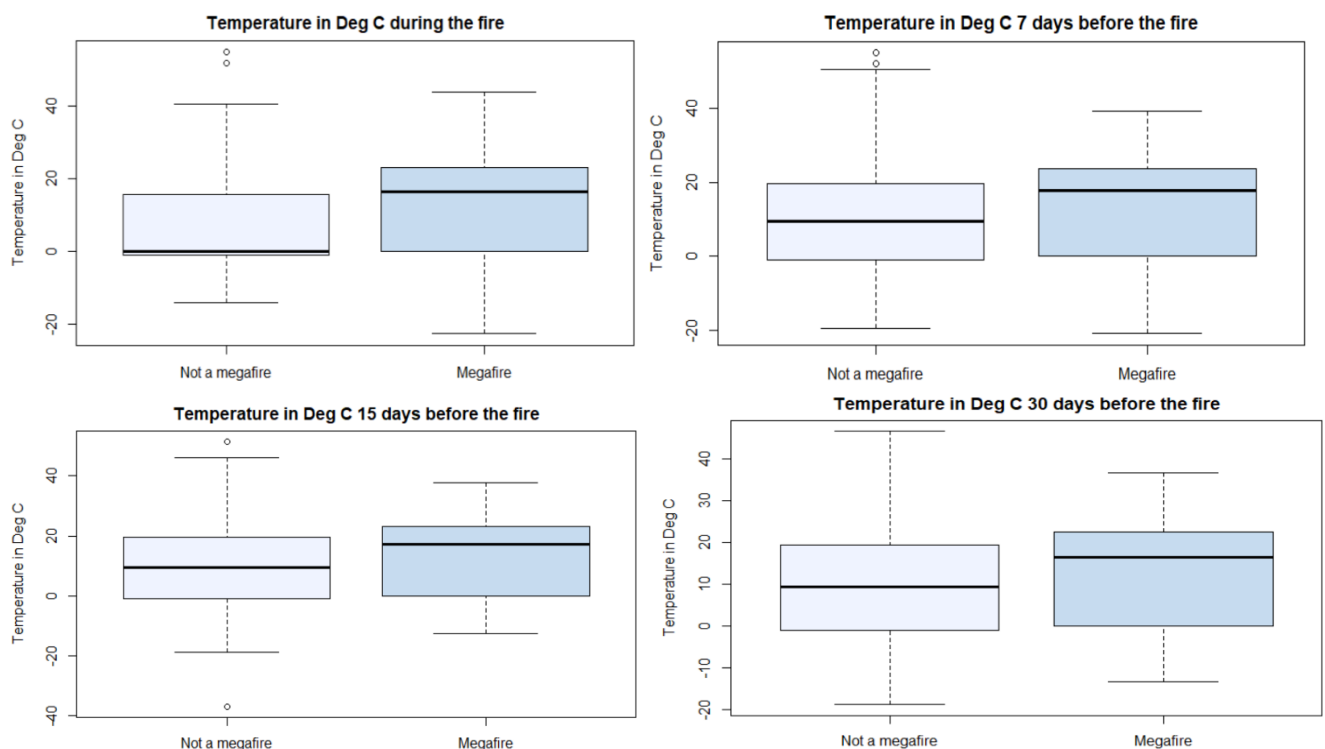 Temperature in Deg C during the fire
Temperature in Deg C
40
20
0
-20
Not a megafire Megafire
Temperature in Deg C 7 days before the fire
Temperature in Deg C
40
20
0
-20
Not a megafire Megafire
Temperature in Deg C 15 days before the fire
Temperature in Deg C
40
20
0
-20
-40
Not a megafire Megafire
Temperature in Deg C 30 days before the fire
Temperature in Deg C
40
30
20
10
0
-10
-20
Not a megafire Megafire